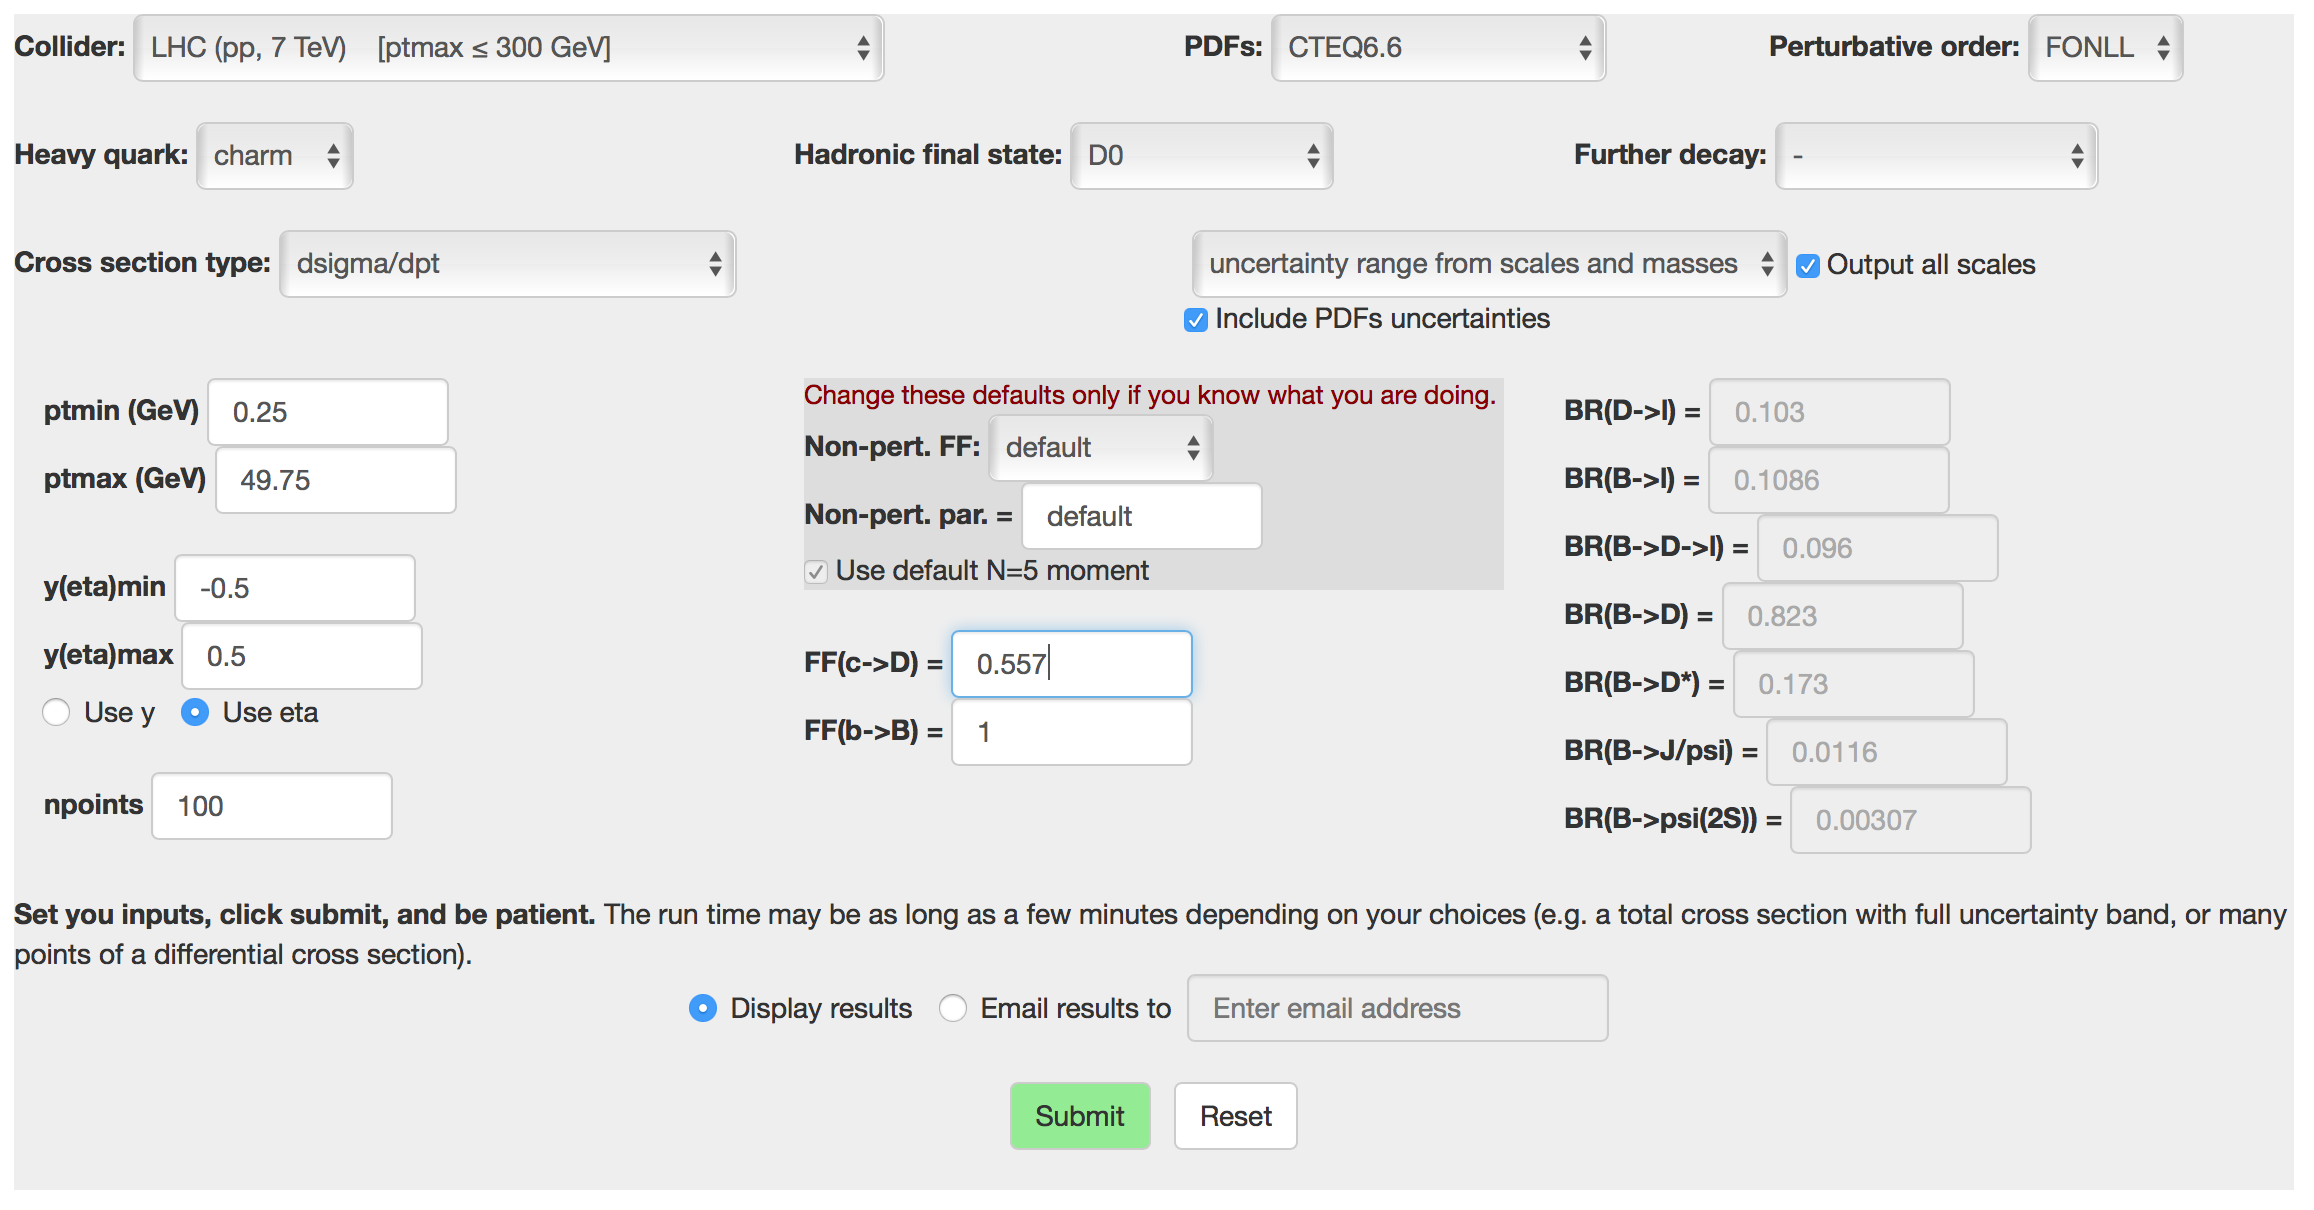 Collider: LHC (pp, 7 TeV) [ptmax ≤ 300 GeV] PDFs: CTEQ6.6 Perturbative order: FONLL
Heavy quark: charm Hadronic final state: D0 Further decay: -
Cross section type: dsigma/dpt uncertainty range from scales and masses Output all scales
Include PDFs uncertainties
Change these defaults only if you know what you are doing.
ptmin (GeV) 0.25 Non-pert. FF: default BR(D->l) = 0.103
ptmax (GeV) 49.75 Non-pert. par. = default BR(B->l) = 0.1086
y(eta)min -0.5 Use default N=5 moment BR(B->D->l) = 0.096
y(eta)max 0.5 FF(c->D) = 0.557 BR(B->D) = 0.823
Use y Use eta FF(b->B) = 1 BR(B->D*) = 0.173
npoints 100 BR(B->J/psi) = 0.0116
BR(B->psi(2S)) = 0.00307
Set you inputs, click submit, and be patient. The run time may be as long as a few minutes depending on your choices (e.g. a total cross section with full uncertainty band, or many
points of a differential cross section).
Display results Email results to Enter email address
Submit Reset